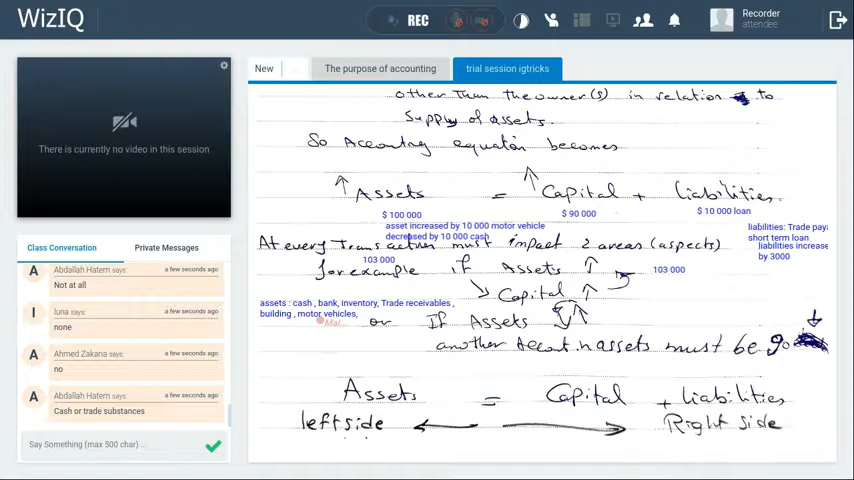 WizIQ
REC
Recorder
attendee
There is currently no video in this session
Class Conversation
Private Messages
A
Abdallah Hatem says:
a few seconds ago
Not at all
I
luna says:
a few seconds ago
none
A
Ahmed Zakana says:
a few seconds ago
no
A
Abdallah Hatem says:
a few seconds ago
Cash or trade substances
Say Something (max 500 char) ...
New
The purpose of accounting
trial session igtricks
other than the owner(s) in relation to
supply of assets.
So Accounting equation becomes
↑ Assets = ↑ Capital + liabilities.
$ 100 000
$ 90 000
$ 10 000 loan
asset increased by 10 000 motor vehicle
decreased by 10 000 cash
liabilities: Trade paya
short term loan
liabilities increase
by 3000
At every Transaction must impact 2 areas (aspects)
103 000
for example if Assets ↑
103 000
Capital ↑
assets : cash , bank, inventory, Trade receivables ,
building , motor vehicles,
or If Assets
another Account in assets must be go
Assets = Capital + liabilities
left side
Right side